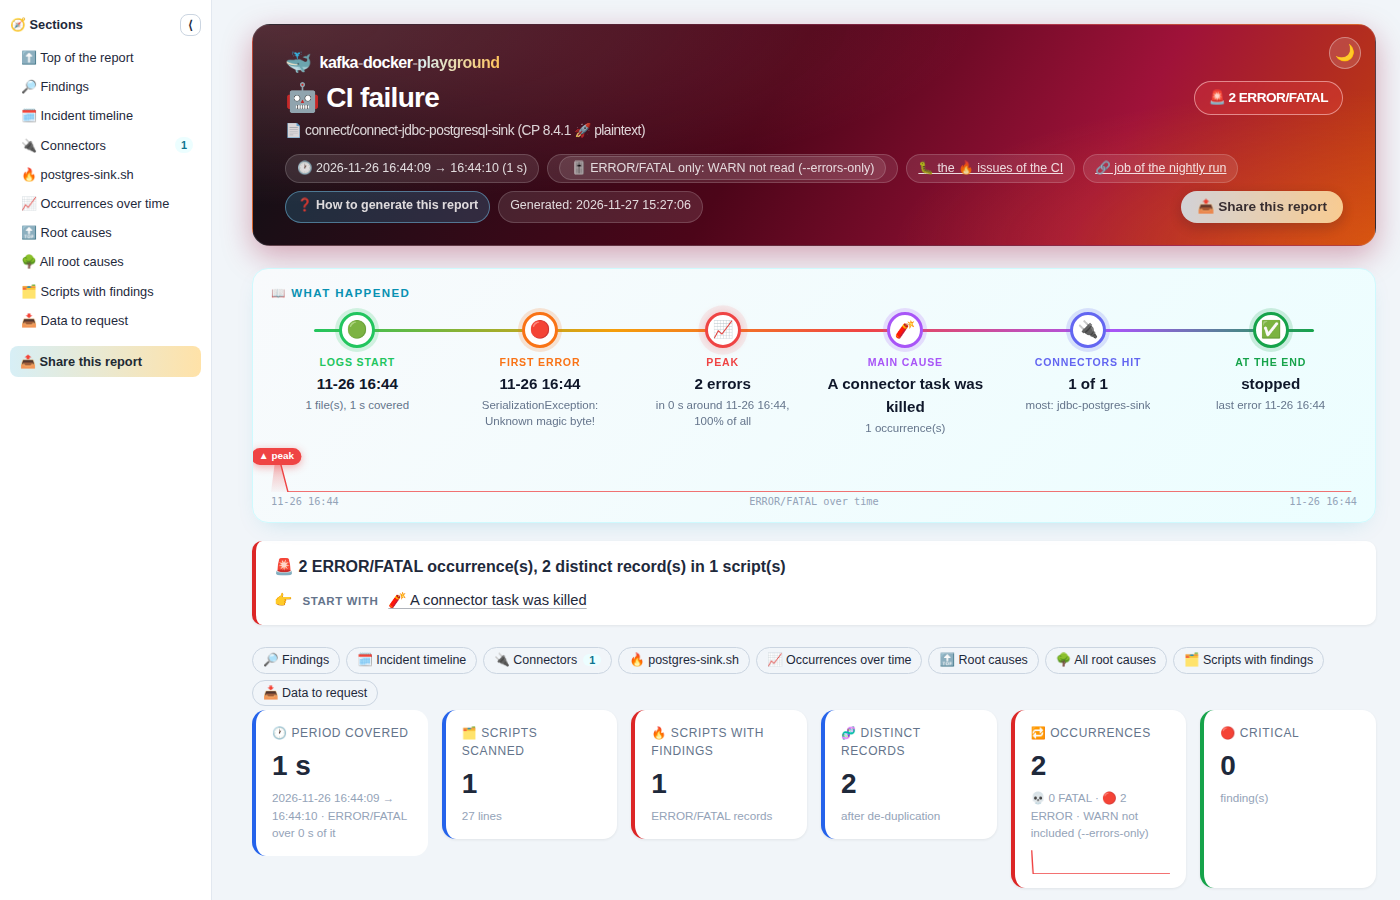 🧭 Sections
⟨
⬆️ Top of the report
🔎 Findings
🗓️ Incident timeline
🔌 Connectors 1
🔥 postgres-sink.sh
📈 Occurrences over time
🔝 Root causes
🌳 All root causes
🗂️ Scripts with findings
📥 Data to request
📤 Share this report
🐳 kafka-docker-playground
🌙
🤖 CI failure
🚨 2 ERROR/FATAL
📄 connect/connect-jdbc-postgresql-sink (CP 8.4.1 🚀 plaintext)
🕐 2026-11-26 16:44:09 → 16:44:10 (1 s)
🎚️ ERROR/FATAL only: WARN not read (--errors-only)
🐛 the 🔥 issues of the CI
🔗 job of the nightly run
❓ How to generate this report
Generated: 2026-11-27 15:27:06
📤 Share this report
📖 WHAT HAPPENED
🟢 🔴 📈 🧨 🔌 ✅
LOGS START
11-26 16:44
1 file(s), 1 s covered
FIRST ERROR
11-26 16:44
SerializationException:
Unknown magic byte!
PEAK
2 errors
in 0 s around 11-26 16:44,
100% of all
MAIN CAUSE
A connector task was
killed
1 occurrence(s)
CONNECTORS HIT
1 of 1
most: jdbc-postgres-sink
AT THE END
stopped
last error 11-26 16:44
▲ peak
11-26 16:44
ERROR/FATAL over time
11-26 16:44
🚨 2 ERROR/FATAL occurrence(s), 2 distinct record(s) in 1 script(s)
👉 START WITH 🧨 A connector task was killed
🔎 Findings
🗓️ Incident timeline
🔌 Connectors 1
🔥 postgres-sink.sh
📈 Occurrences over time
🔝 Root causes
🌳 All root causes
🗂️ Scripts with findings
📥 Data to request
🕐 PERIOD COVERED
1 s
2026-11-26 16:44:09 →
16:44:10 · ERROR/FATAL
over 0 s of it
🗂️ SCRIPTS
SCANNED
1
27 lines
🔥 SCRIPTS WITH
FINDINGS
1
ERROR/FATAL records
🧬 DISTINCT
RECORDS
2
after de-duplication
🔁 OCCURRENCES
2
💀 0 FATAL · 🔴 2
ERROR · WARN not
included (--errors-only)
🔴 CRITICAL
0
finding(s)